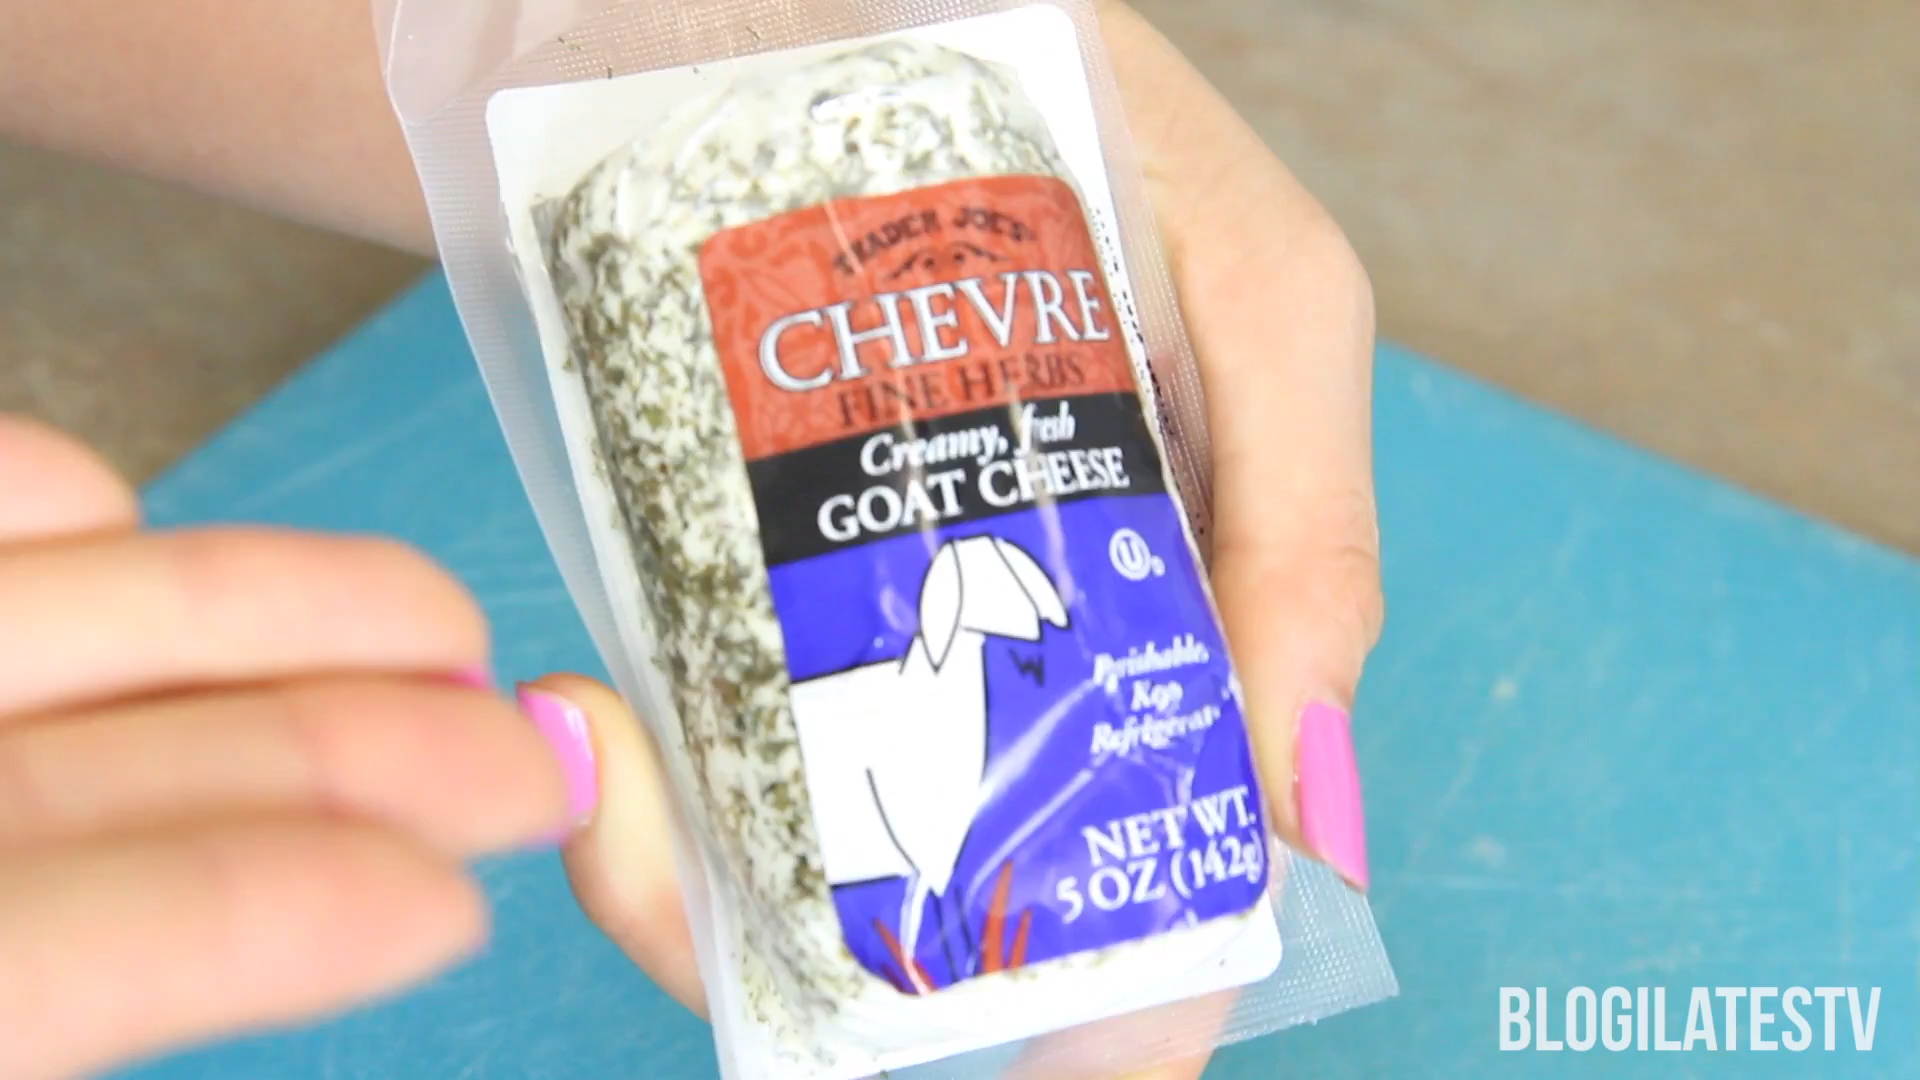 TRADER JOE'S
CHEVRE
FINE HERBS
Creamy, fresh
GOAT CHEESE
U D
Perishable,
Keep
Refrigerated
NET WT.
5 OZ (142g)
BLOGILATESTV